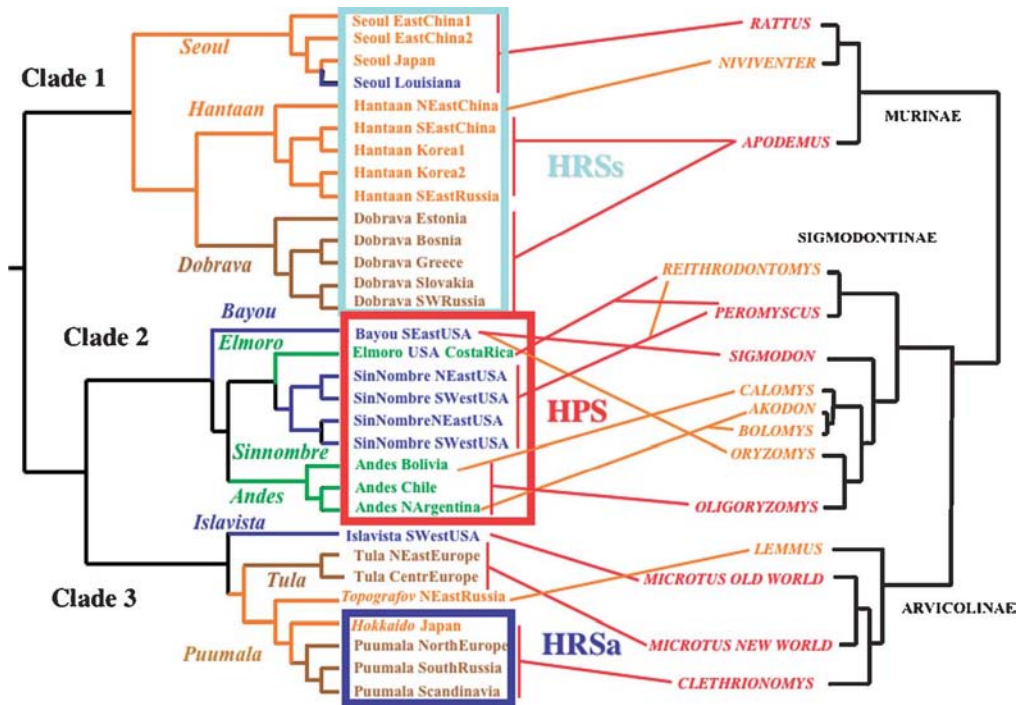 Seoul
Clade 1
Hantaan
Dobrava
Clade 2
Bayou
Elmoro
Sinnombre
Andes
Islavista
Tula
Clade 3
Puumala
Seoul EastChina1
Seoul EastChina2
Seoul Japan
Seoul Louisiana
Hantaan NEastChina
Hantaan SEastChina
Hantaan Korea1
Hantaan Korea2
Hantaan SEastRussia
Dobrava Estonia
Dobrava Bosnia
Dobrava Greece
Dobrava Slovakia
Dobrava SWRussia
Bayou SEastUSA
Elmoro USA CostaRica
SinNombre NEastUSA
SinNombre SWestUSA
SinNombreNEastUSA
SinNombre SWestUSA
Andes Bolivia
Andes Chile
Andes NArgentina
Islavista SWestUSA
Tula NEastEurope
Tula CentrEurope
Topografov NEastRussia
Hokkaido Japan
Puumala NorthEurope
Puumala SouthRussia
Puumala Scandinavia
HRSs
HPS
HRSa
RATTUS
NIVIVENTER
APODEMUS
REITHRODONTOMYS
PEROMYSCUS
SIGMODON
CALOMYS
AKODON
BOLOMYS
ORYZOMYS
OLIGORYZOMYS
LEMMUS
MICROTUS OLD WORLD
MICROTUS NEW WORLD
CLETHRIONOMYS
MURINAE
SIGMODONTINAE
ARVICOLINAE